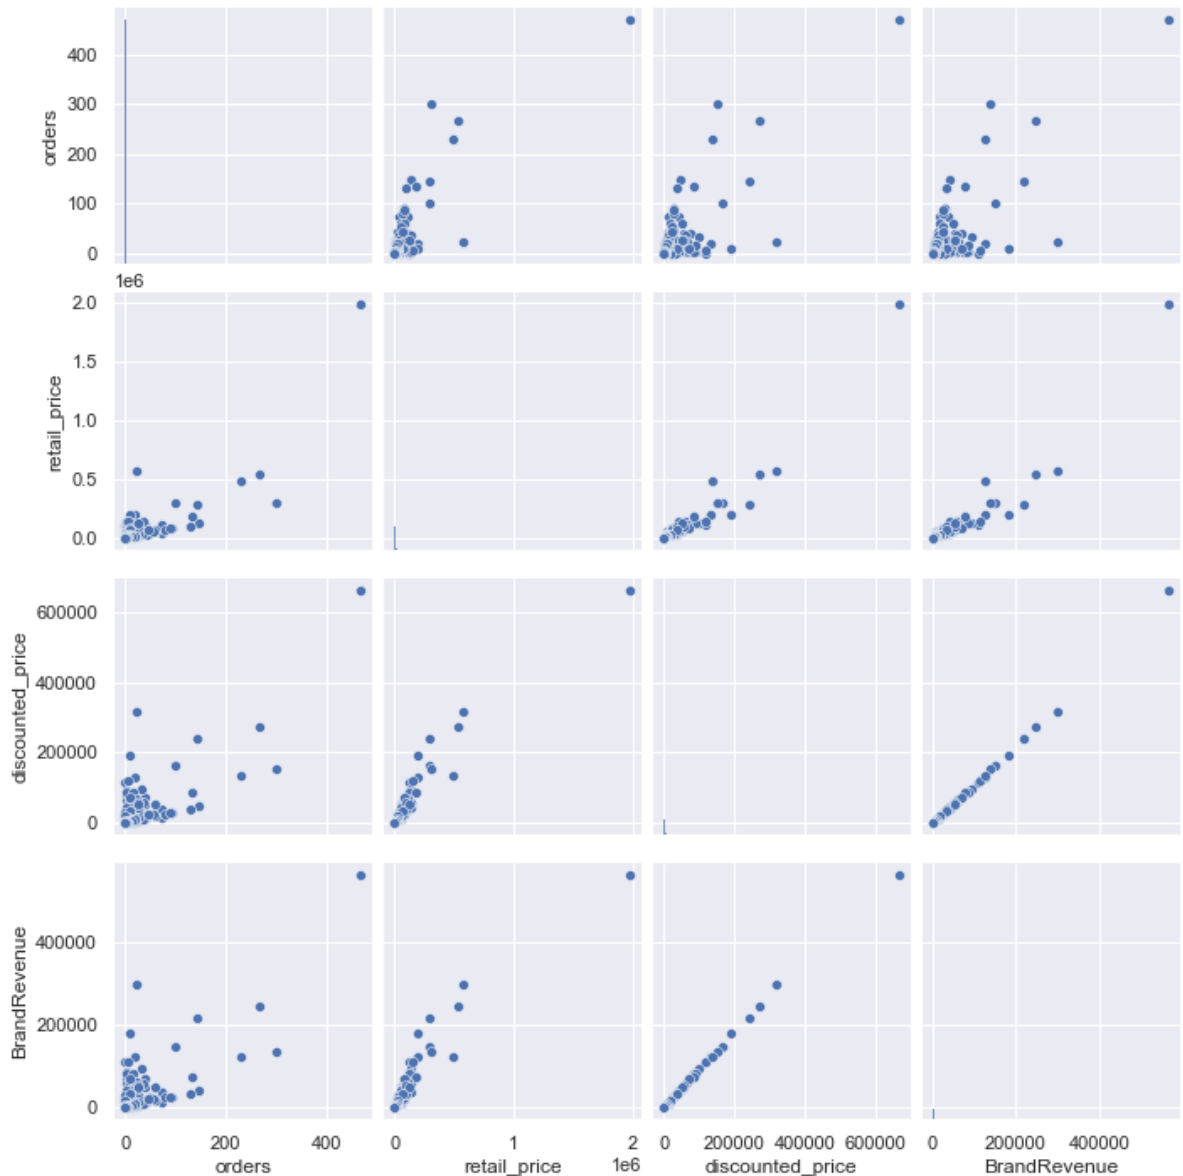 400
300
200
100
0
orders
1e6
2.0
1.5
1.0
0.5
0.0
retail_price
600000
400000
200000
0
discounted_price
400000
200000
0
BrandRevenue
0 200 400
orders
0 1 2
retail_price 1e6
0 200000 400000 600000
discounted_price
0 200000 400000
BrandRevenue